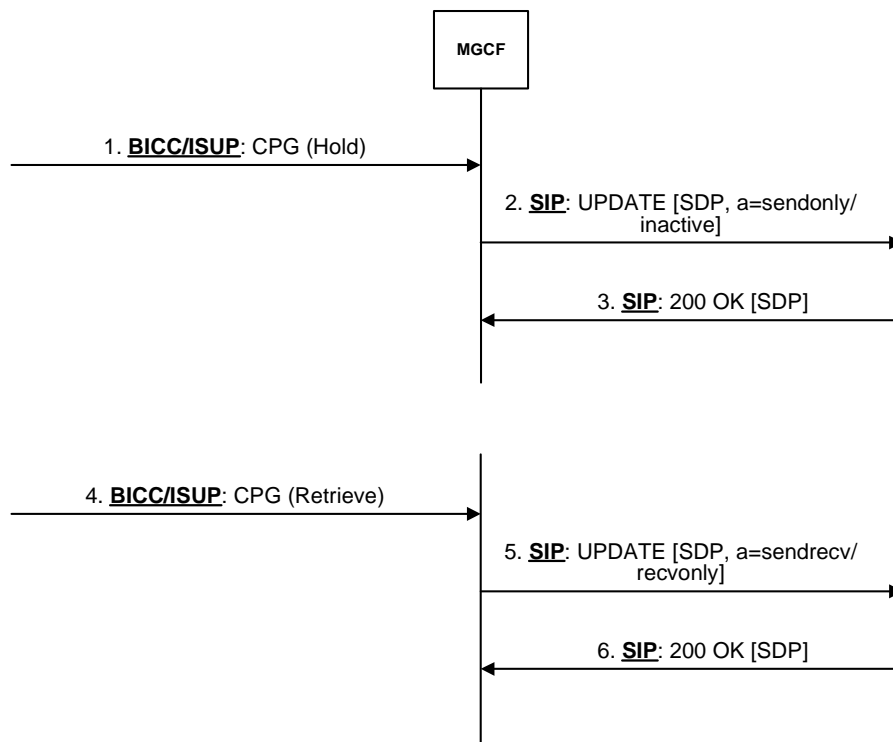 MGCF
1. BICC/ISUP: CPG (Hold)
2. SIP: UPDATE [SDP, a=sendonly/
inactive]
3. SIP: 200 OK [SDP]
4. BICC/ISUP: CPG (Retrieve)
5. SIP: UPDATE [SDP, a=sendrecv/
recvonly]
6. SIP: 200 OK [SDP]